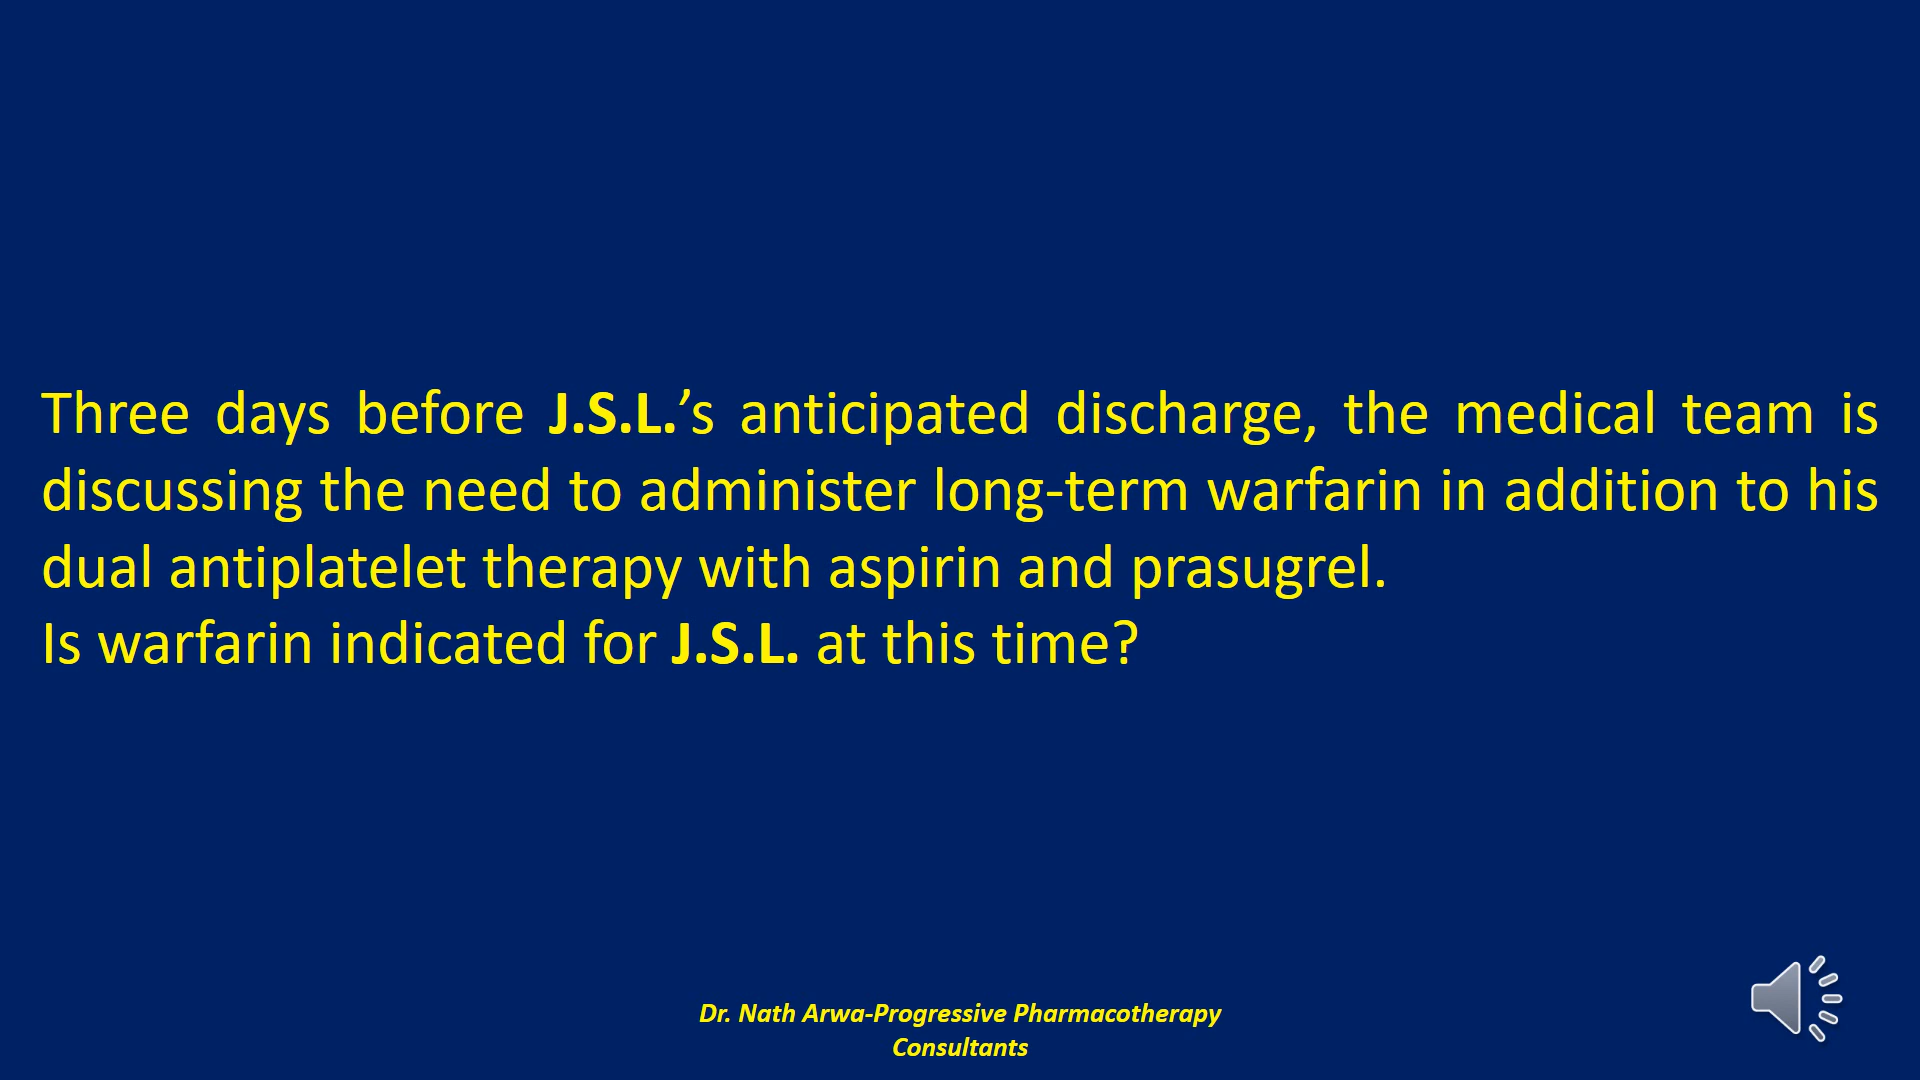 Three days before J.S.L.’s anticipated discharge, the medical team is
discussing the need to administer long-term warfarin in addition to his
dual antiplatelet therapy with aspirin and prasugrel.
Is warfarin indicated for J.S.L. at this time?
Dr. Nath Arwa-Progressive Pharmacotherapy
Consultants